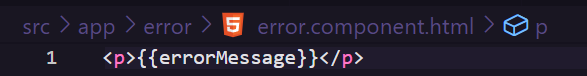 src > app > error > error.component.html > p
1 <p>{{errorMessage}}</p>